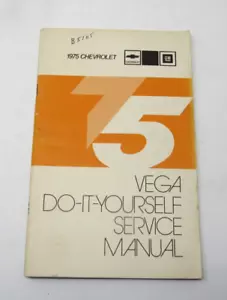 1975 CHEVROLET
75
VEGA
DO-IT-YOURSELF
SERVICE
MANUAL